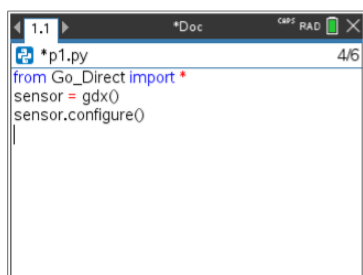 1.1 *Doc CAPS RAD
*p1.py 4/6
from Go_Direct import *
sensor = gdx()
sensor.configure()